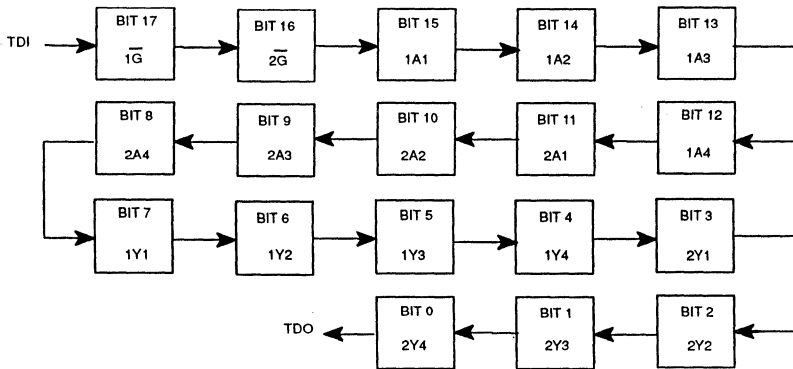 BIT 17 BIT 16 BIT 15 BIT 14 BIT 13
TDI
1G̅ 2G̅ 1A1 1A2 1A3
BIT 8 BIT 9 BIT 10 BIT 11 BIT 12
2A4 2A3 2A2 2A1 1A4
BIT 7 BIT 6 BIT 5 BIT 4 BIT 3
1Y1 1Y2 1Y3 1Y4 2Y1
BIT 0 BIT 1 BIT 2
TDO
2Y4 2Y3 2Y2